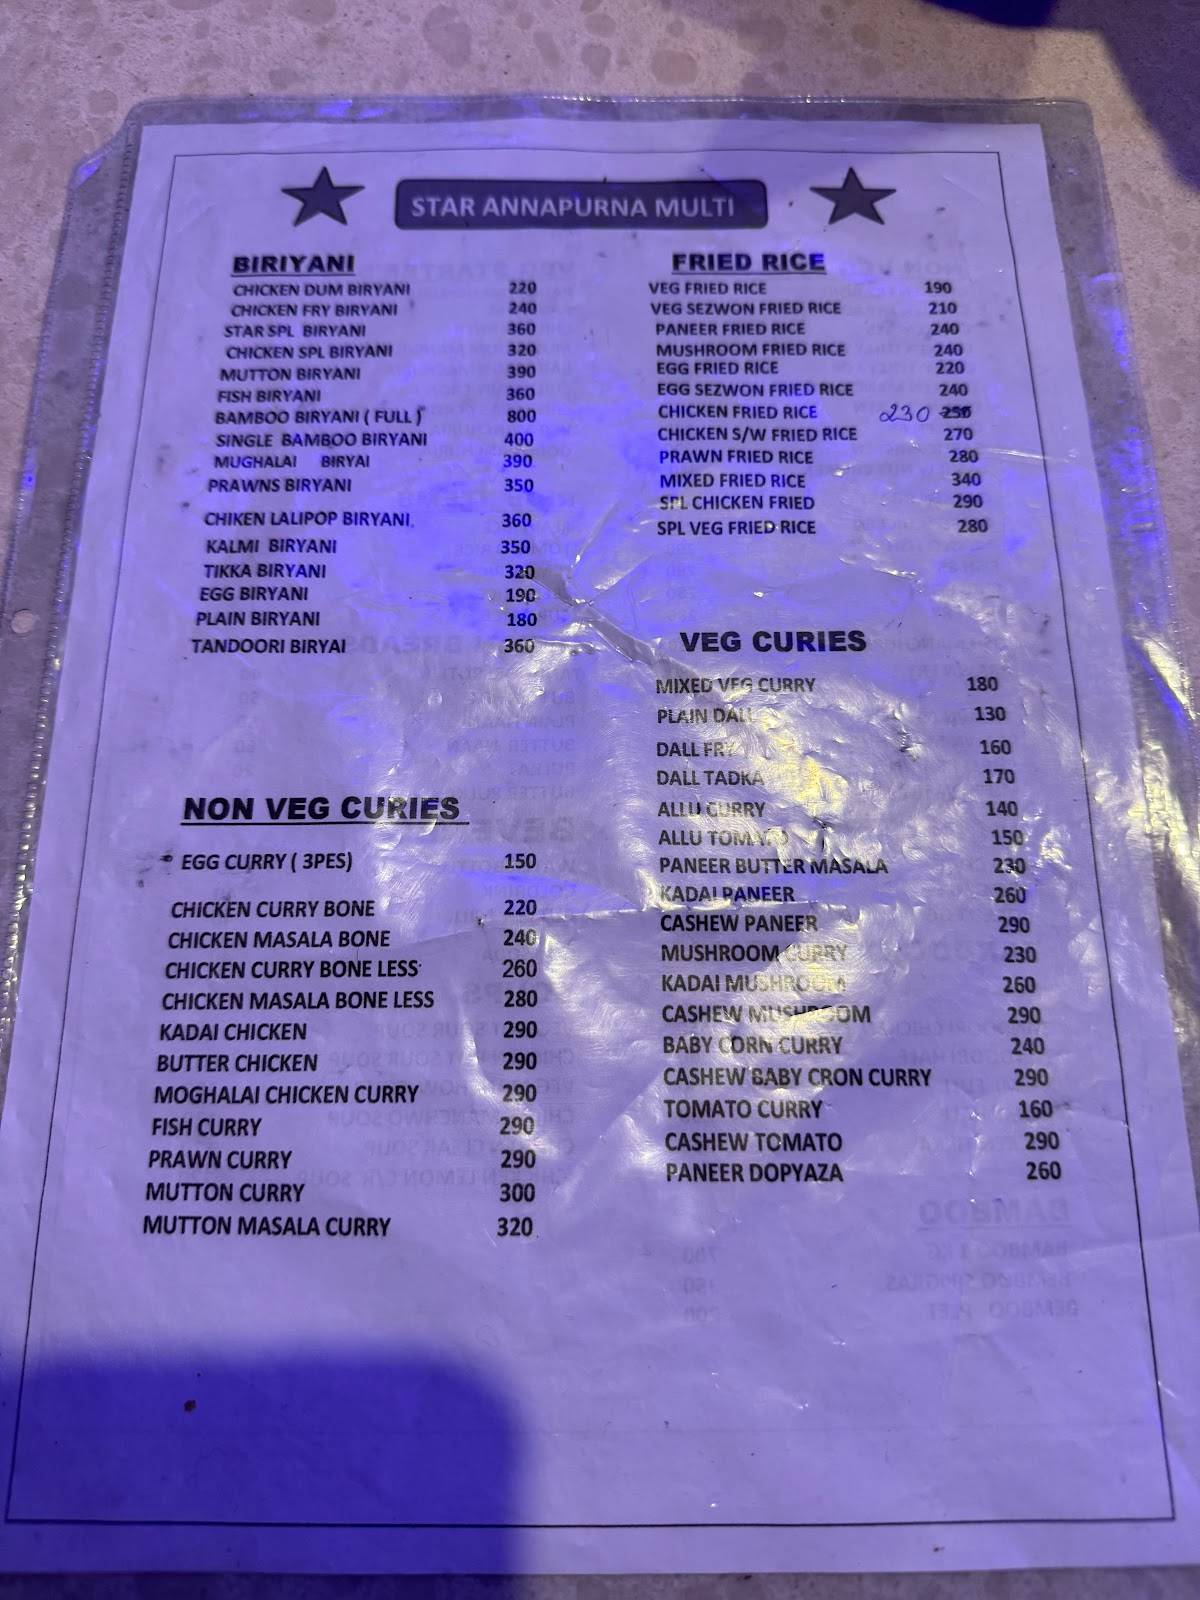 STAR ANNAPURNA MULTI
BIRIYANI
CHICKEN DUM BIRYANI 220
CHICKEN FRY BIRYANI 240
STAR SPL BIRYANI 360
CHICKEN SPL BIRYANI 320
MUTTON BIRYANI 390
FISH BIRYANI 360
BAMBOO BIRYANI ( FULL ) 800
SINGLE BAMBOO BIRYANI 400
MUGHALAI BIRYAI 390
PRAWNS BIRYANI 350
CHIKEN LALIPOP BIRYANI 360
KALMI BIRYANI 350
TIKKA BIRYANI 320
EGG BIRYANI 190
PLAIN BIRYANI 180
TANDOORI BIRYAI 360
NON VEG CURIES
EGG CURRY ( 3PES) 150
CHICKEN CURRY BONE 220
CHICKEN MASALA BONE 240
CHICKEN CURRY BONE LESS 260
CHICKEN MASALA BONE LESS 280
KADAI CHICKEN 290
BUTTER CHICKEN 290
MOGHALAI CHICKEN CURRY 290
FISH CURRY 290
PRAWN CURRY 290
MUTTON CURRY 300
MUTTON MASALA CURRY 320
FRIED RICE
VEG FRIED RICE 190
VEG SEZWON FRIED RICE 210
PANEER FRIED RICE 240
MUSHROOM FRIED RICE 240
EGG FRIED RICE 220
EGG SEZWON FRIED RICE 240
CHICKEN FRIED RICE 230 250
CHICKEN S/W FRIED RICE 270
PRAWN FRIED RICE 280
MIXED FRIED RICE 340
SPL CHICKEN FRIED 290
SPL VEG FRIED RICE 280
VEG CURIES
MIXED VEG CURRY 180
PLAIN DALL 130
DALL FRY 160
DALL TADKA 170
ALLU CURRY 140
ALLU TOMATO 150
PANEER BUTTER MASALA 230
KADAI PANEER 260
CASHEW PANEER 290
MUSHROOM CURRY 230
KADAI MUSHROOM 260
CASHEW MUSHROOM 290
BABY CORN CURRY 240
CASHEW BABY CRON CURRY 290
TOMATO CURRY 160
CASHEW TOMATO 290
PANEER DOPYAZA 260